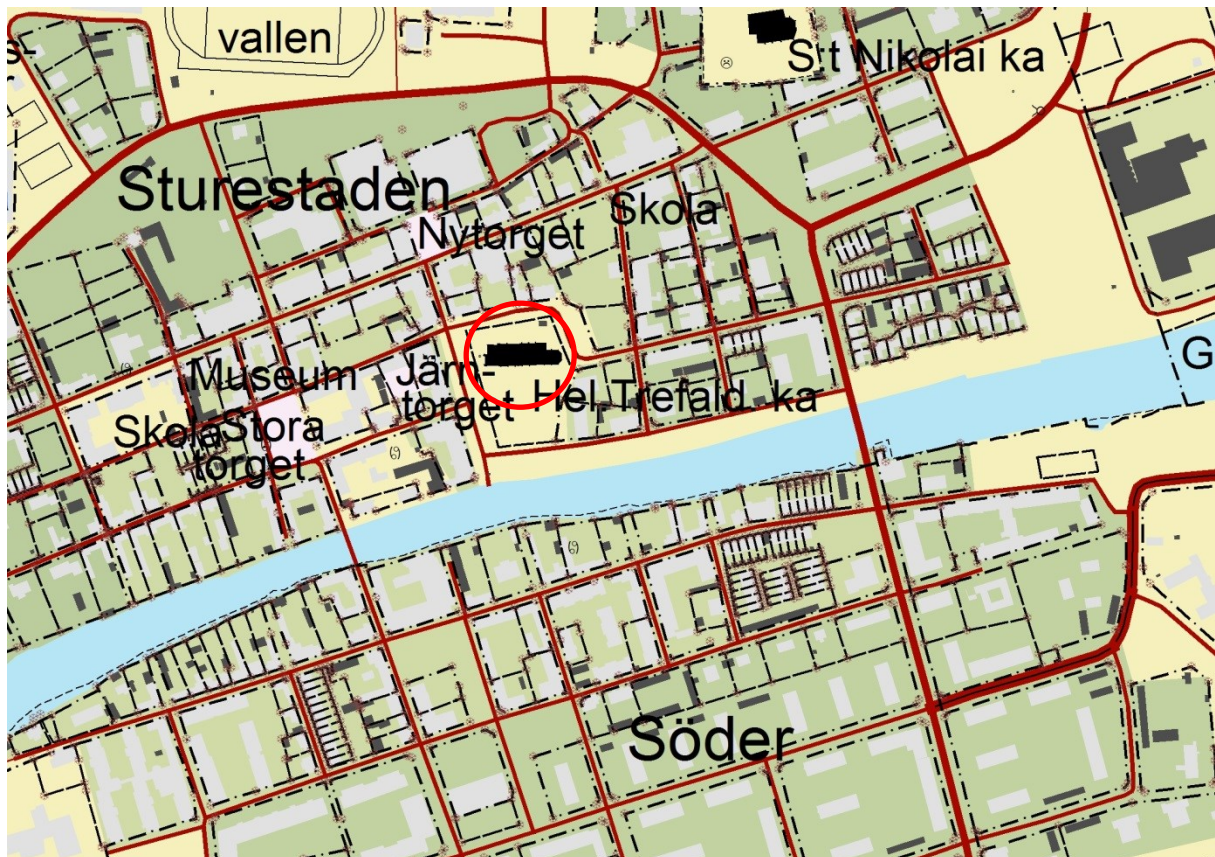 vallen
S:t Nikolai ka
s-
Sturestaden
Skola
Nytorget
G
Museum
Järn-
torget
Hel Trefald. ka
Skola
Stora
torget
Söder